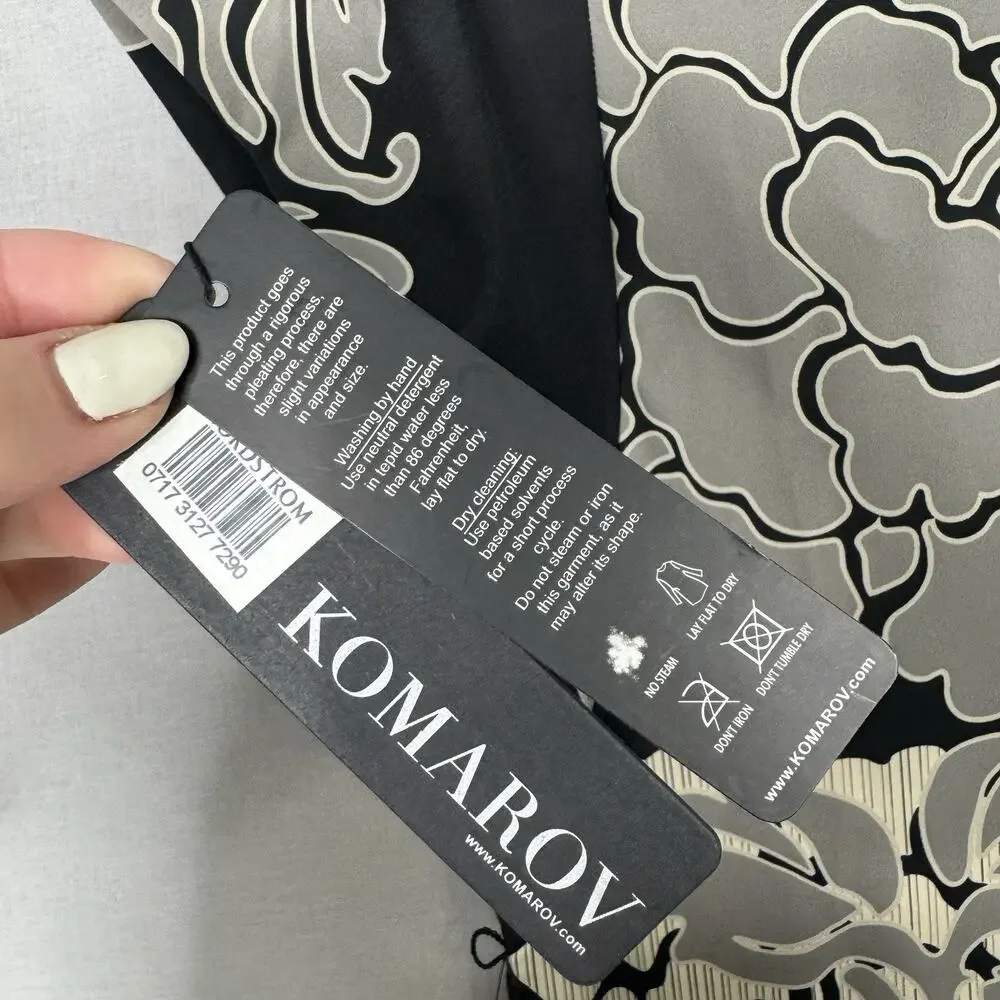 This product goes
through a rigorous
pleating process,
therefore, there are
slight variations
in appearance
and size.
Washing by hand
Use neutral detergent
in tepid water less
than 86 degrees
Fahrenheit,
lay flat to dry.
Dry cleaning:
Use petroleum
based solvents
for a short process
cycle.
Do not steam or iron
this garment, as it
may alter its shape.
LAY FLAT TO DRY
NO STEAM
DON'T TUMBLE DRY
DON'T IRON
www.KOMAROV.com
ORDSTROM
0717 3127 7290
KOMAROV
www.KOMAROV.com